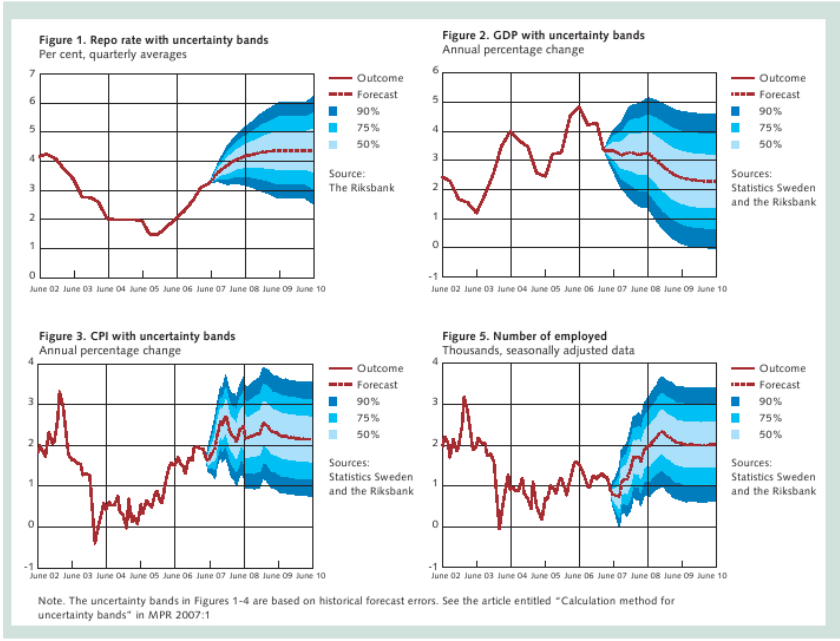 Figure 1. Repo rate with uncertainty bands
Per cent, quarterly averages
7
6
5
4
3
2
1
0
June 02 June 03 June 04 June 05 June 06 June 07 June 08 June 09 June 10
Outcome
Forecast
90%
75%
50%
Source:
The Riksbank
Figure 2. GDP with uncertainty bands
Annual percentage change
6
5
4
3
2
1
0
-1
June 02 June 03 June 04 June 05 June 06 June 07 June 08 June 09 June 10
Outcome
Forecast
90%
75%
50%
Sources:
Statistics Sweden
and the Riksbank
Figure 3. CPI with uncertainty bands
Annual percentage change
4
3
2
1
0
-1
June 02 June 03 June 04 June 05 June 06 June 07 June 08 June 09 June 10
Outcome
Forecast
90%
75%
50%
Sources:
Statistics Sweden
and the Riksbank
Figure 5. Number of employed
Thousands, seasonally adjusted data
4
3
2
1
0
-1
June 02 June 03 June 04 June 05 June 06 June 07 June 08 June 09 June 10
Outcome
Forecast
90%
75%
50%
Sources:
Statistics Sweden
and the Riksbank
Note. The uncertainty bands in Figures 1-4 are based on historical forecast errors. See the article entitled “Calculation method for
uncertainty bands” in MPR 2007:1